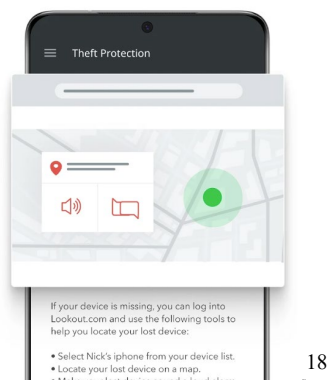 Theft Protection
If your device is missing, you can log into
Lookout.com and use the following tools to
help you locate your lost device:
• Select Nick's iphone from your device list.
• Locate your lost device on a map.
18